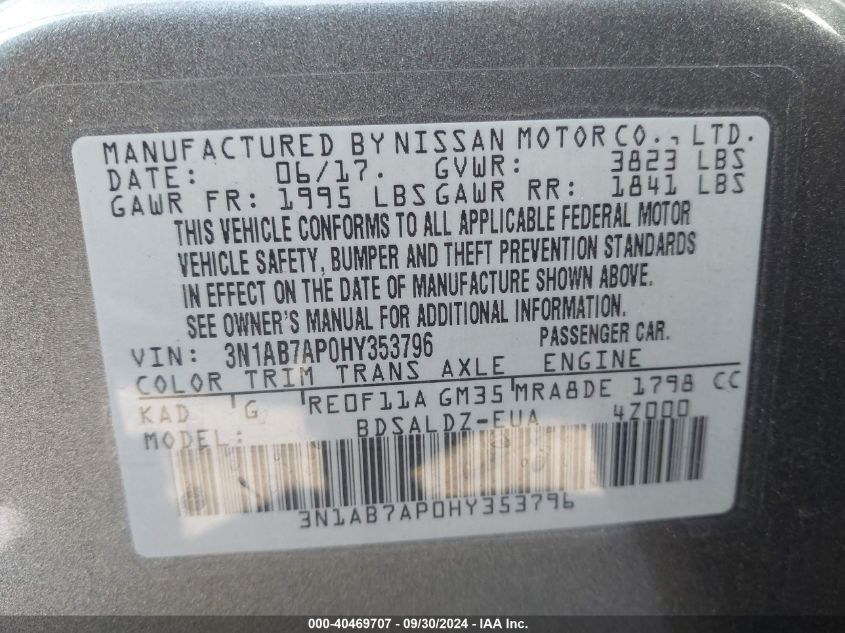 MANUFACTURED BY NISSAN MOTOR CO., LTD.
DATE: 06/17. GVWR: 3823 LBS
GAWR FR: 1995 LBS GAWR RR: 1841 LBS
THIS VEHICLE CONFORMS TO ALL APPLICABLE FEDERAL MOTOR
VEHICLE SAFETY, BUMPER AND THEFT PREVENTION STANDARDS
IN EFFECT ON THE DATE OF MANUFACTURE SHOWN ABOVE.
SEE OWNER'S MANUAL FOR ADDITIONAL INFORMATION.
VIN: 3N1AB7AP0HY353796 PASSENGER CAR.
COLOR TRIM TRANS AXLE ENGINE
KAD G RE0F11A GM35 MRA8DE 1798 CC
MODEL: BDSALDZ-EUA 4Z000
3N1AB7AP0HY353796
000-40469707 - 09/30/2024 - IAA Inc.